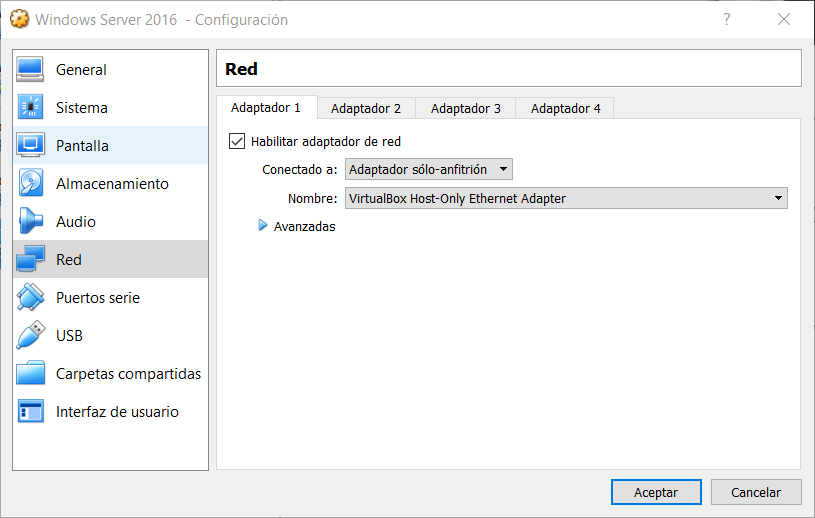 Windows Server 2016 - Configuración
?
General
Sistema
Pantalla
Almacenamiento
Audio
Red
Puertos serie
USB
Carpetas compartidas
Interfaz de usuario
Red
Adaptador 1 Adaptador 2 Adaptador 3 Adaptador 4
Habilitar adaptador de red
Conectado a: Adaptador sólo-anfitrión
Nombre: VirtualBox Host-Only Ethernet Adapter
Avanzadas
Aceptar Cancelar